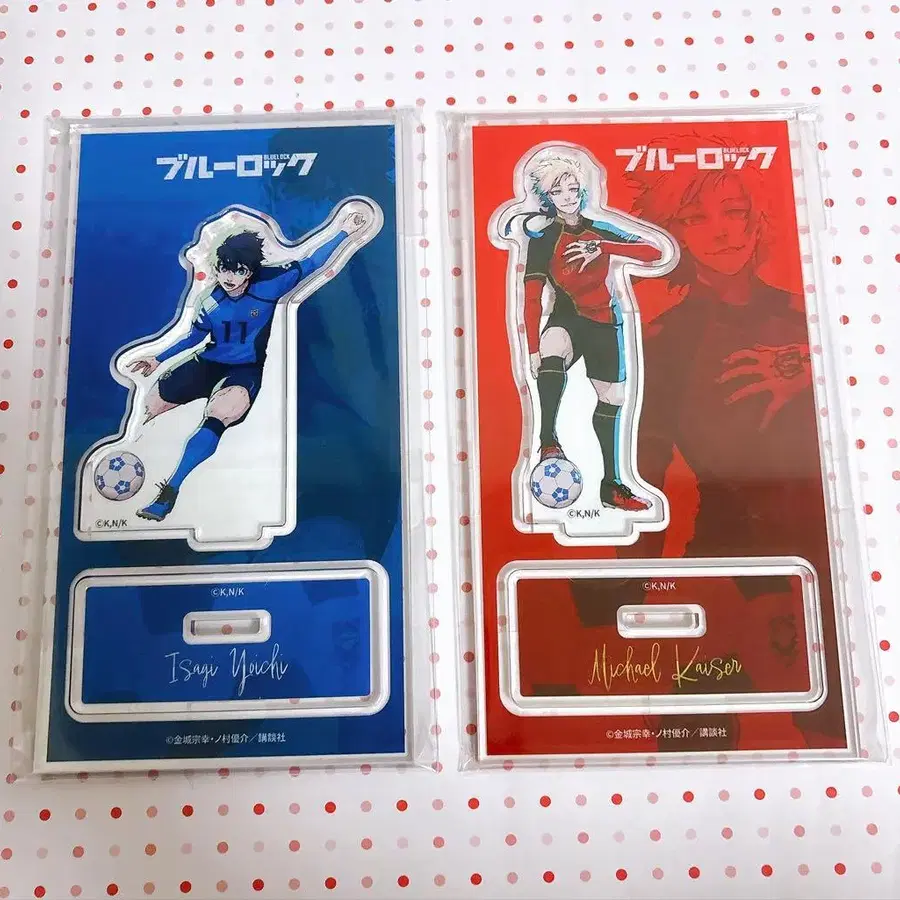 BLUELOCK
ブルーロック
11
©K,N/K
©K,N/K
Isagi Yoichi
©金城宗幸・ノ村優介／講談社
BLUELOCK
ブルーロック
©K,N/K
©K,N/K
Michael Kaiser
©金城宗幸・ノ村優介／講談社